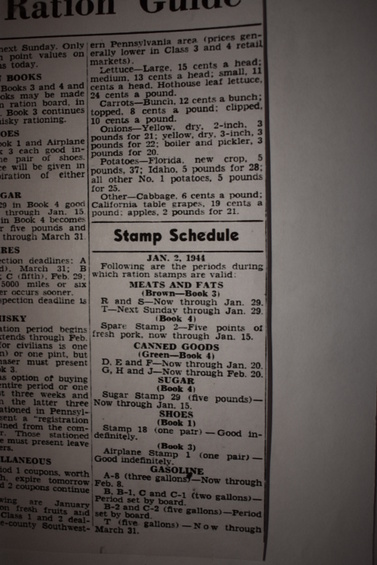 Ration Guide
next Sunday. Only
point values on
s today.
BOOKS
Books 3 and 4 and
ooks may be made
n ration board, in
Book 3 continues
isky rationing.
OES
ook 1 and Airplane
3 each good in-
e pair of shoes.
e will be given in
iration of either
GAR
29 in Book 4 good
through Jan. 15.
in Book 4 becomes
r five pounds and
through March 31.
RES
ection deadlines: A
d), March 31; B
C (fifth), Feb. 29;
5000 miles or six
er occurs sooner.
pection deadline is
ISKY
ation period begins
xtends through Feb.
for civilians is one
n) or one pint, but
aser must present
k 3.
as option of buying
ntire period or one
t three weeks and
n the latter three
tationed in Pennsyl-
ent a "registration
ined from the com-
Those stationed
e must present leave
ers.
LLANEOUS
iod 1 coupons, worth
h, expire tomorrow
d 2 coupons continue
wing are January
on fresh fruits and
Class 1 and 2 deal-
e-county Southwest-
ern Pennsylvania area (prices gen-
erally lower in Class 3 and 4 retail
markets).
Lettuce—Large, 15 cents a head;
medium, 13 cents a head; small, 11
cents a head. Hothouse leaf lettuce,
24 cents a pound.
Carrots—Bunch, 12 cents a bunch;
topped, 8 cents a pound; clipped,
10 cents a pound.
Onions—Yellow, dry, 2-inch, 3
pounds for 21; yellow, dry, 3-inch, 3
pounds for 22; boiler and pickler, 3
pounds for 20.
Potatoes—Florida, new crop, 5
pounds, 37; Idaho, 5 pounds for 28;
all other No. 1 potatoes, 5 pounds
for 25.
Other—Cabbage, 6 cents a pound;
California table grapes, 19 cents a
pound; apples, 2 pounds for 21.
Stamp Schedule
JAN. 2, 1944
Following are the periods during
which ration stamps are valid:
MEATS AND FATS
(Brown—Book 3)
R and S—Now through Jan. 29.
T—Next Sunday through Jan. 29.
(Book 4)
Spare Stamp 2—Five points of
fresh pork, now through Jan. 15.
CANNED GOODS
(Green—Book 4)
D, E and F—Now through Jan. 20.
G, H and J—Now through Feb. 20.
SUGAR
(Book 4)
Sugar Stamp 29 (five pounds)—
Now through Jan. 15.
SHOES
(Book 1)
Stamp 18 (one pair)—Good in-
definitely.
(Book 3)
Airplane Stamp 1 (one pair)—
Good indefinitely.
GASOLINE
A-8 (three gallons)—Now through
Feb. 8.
B, B-1, C and C-1 (two gallons)—
Period set by board.
B-2 and C-2 (five gallons)—Period
set by board.
T (five gallons)—Now through
March 31.